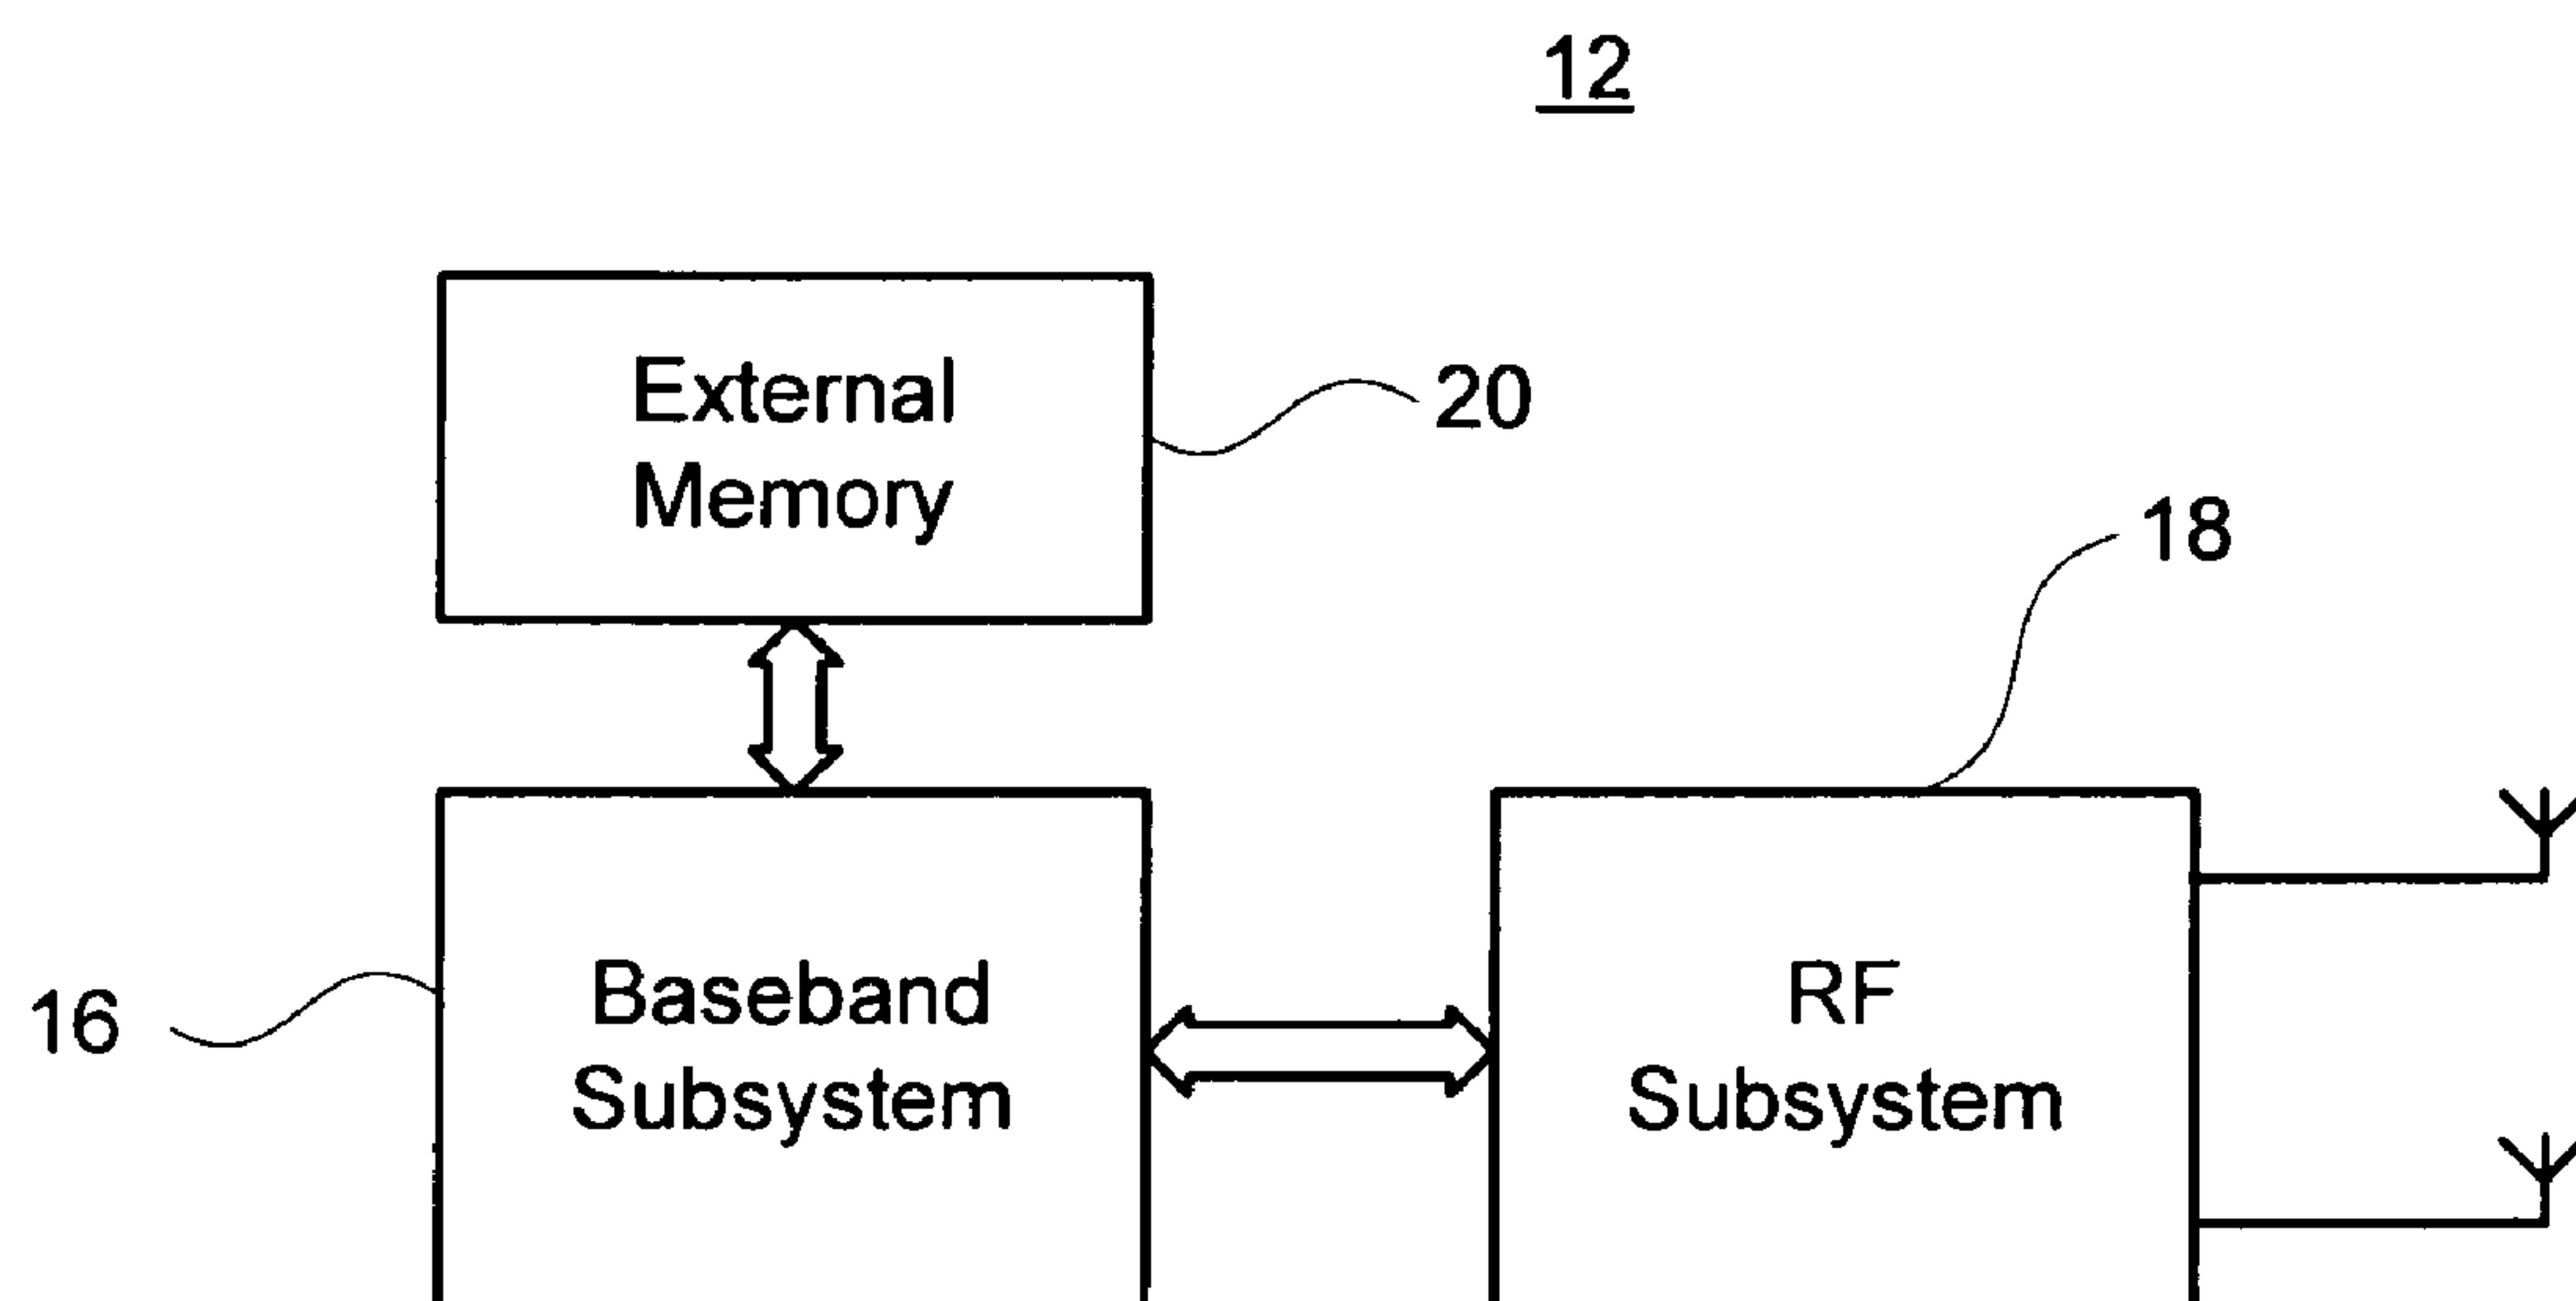 12
External
Memory
20
18
16
Baseband
Subsystem
RF
Subsystem